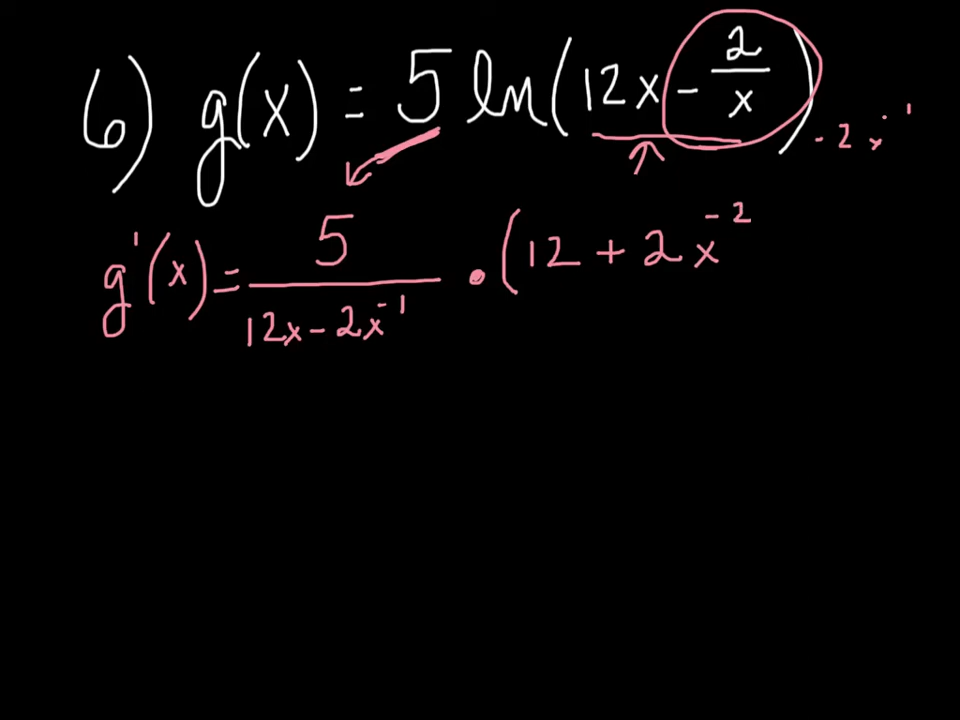 6) g(x) = 5 ln(12x - 2/x)
-2x⁻¹
g'(x) = 5/(12x - 2x⁻¹) · (12 + 2x⁻²